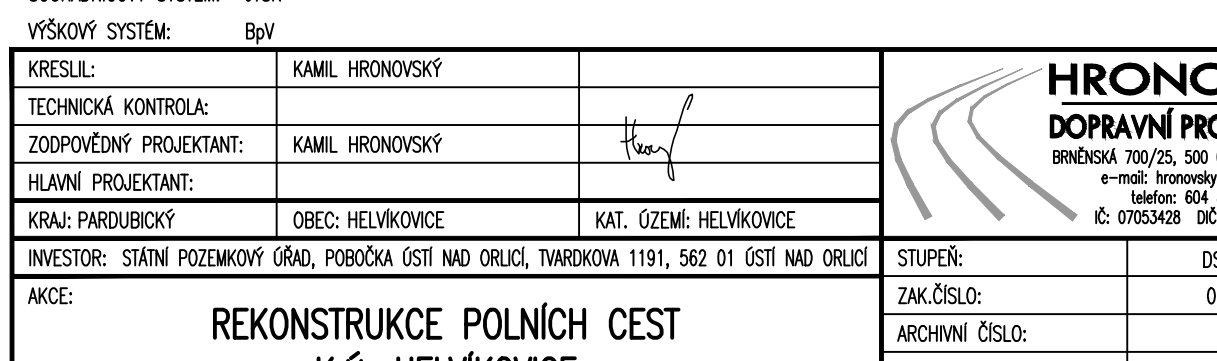 VÝŠKOVÝ SYSTÉM: BpV
KRESLIL: KAMIL HRONOVSKÝ
TECHNICKÁ KONTROLA:
ZODPOVĚDNÝ PROJEKTANT: KAMIL HRONOVSKÝ
HLAVNÍ PROJEKTANT:
KRAJ: PARDUBICKÝ OBEC: HELVÍKOVICE KAT. ÚZEMÍ: HELVÍKOVICE
INVESTOR: STÁTNÍ POZEMKOVÝ ÚŘAD, POBOČKA ÚSTÍ NAD ORLICÍ, TVARDKOVA 1191, 562 01 ÚSTÍ NAD ORLICÍ
AKCE:
REKONSTRUKCE POLNÍCH CEST
HELVÍKOVICE
HRONO
DOPRAVNÍ PRO
BRNĚNSKÁ 700/25, 500
e-mail: hronovsky
telefon: 604
IČ: 07053428 DIČ
STUPEŇ: DS
ZAK.ČÍSLO: 0
ARCHIVNÍ ČÍSLO: